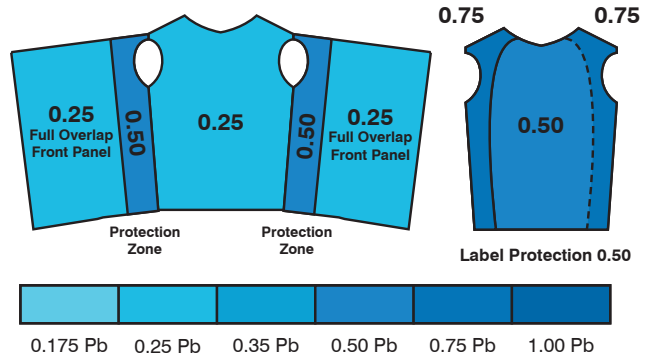 0.75 0.75
0.25
Full Overlap
Front Panel
0.50
0.25
0.50
0.25
Full Overlap
Front Panel
0.50
Protection
Zone
Protection
Zone
Label Protection 0.50
0.175 Pb 0.25 Pb 0.35 Pb 0.50 Pb 0.75 Pb 1.00 Pb